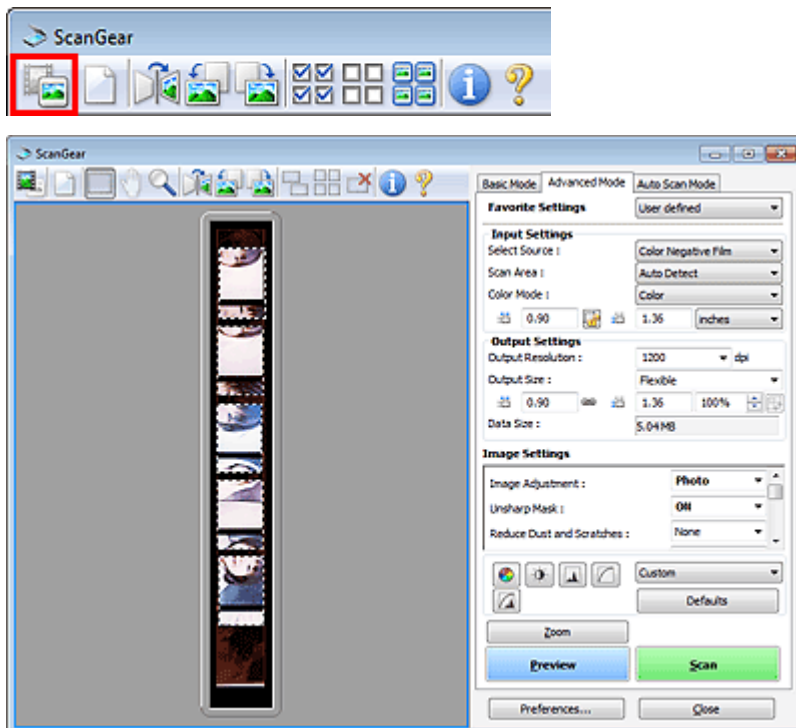 ScanGear
ScanGear
Basic Mode Advanced Mode Auto Scan Mode
Favorite Settings User defined
Input Settings
Select Source : Color Negative Film
Scan Area : Auto Detect
Color Mode : Color
0.90 1.36 inches
Output Settings
Output Resolution : 1200 dpi
Output Size : Flexible
0.90 1.36 100%
Data Size : 5.04 MB
Image Settings
Image Adjustment : Photo
Unsharp Mask : ON
Reduce Dust and Scratches : None
Custom
Defaults
Zoom
Preview Scan
Preferences... Close